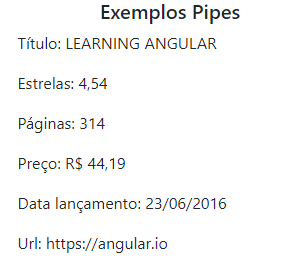 Exemplos Pipes
Título: LEARNING ANGULAR
Estrelas: 4,54
Páginas: 314
Preço: R$ 44,19
Data lançamento: 23/06/2016
Url: https://angular.io